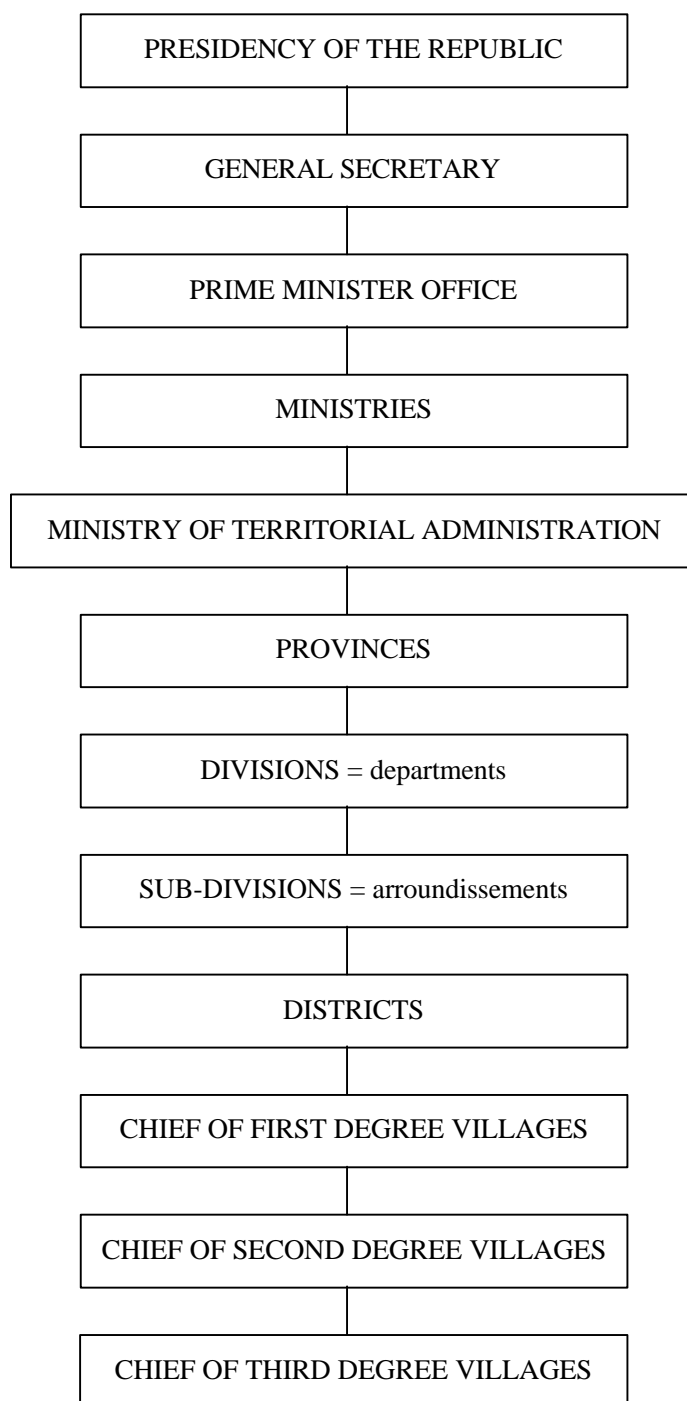 PRESIDENCY OF THE REPUBLIC
GENERAL SECRETARY
PRIME MINISTER OFFICE
MINISTRIES
MINISTRY OF TERRITORIAL ADMINISTRATION
PROVINCES
DIVISIONS = departments
SUB-DIVISIONS = arroundissements
DISTRICTS
CHIEF OF FIRST DEGREE VILLAGES
CHIEF OF SECOND DEGREE VILLAGES
CHIEF OF THIRD DEGREE VILLAGES